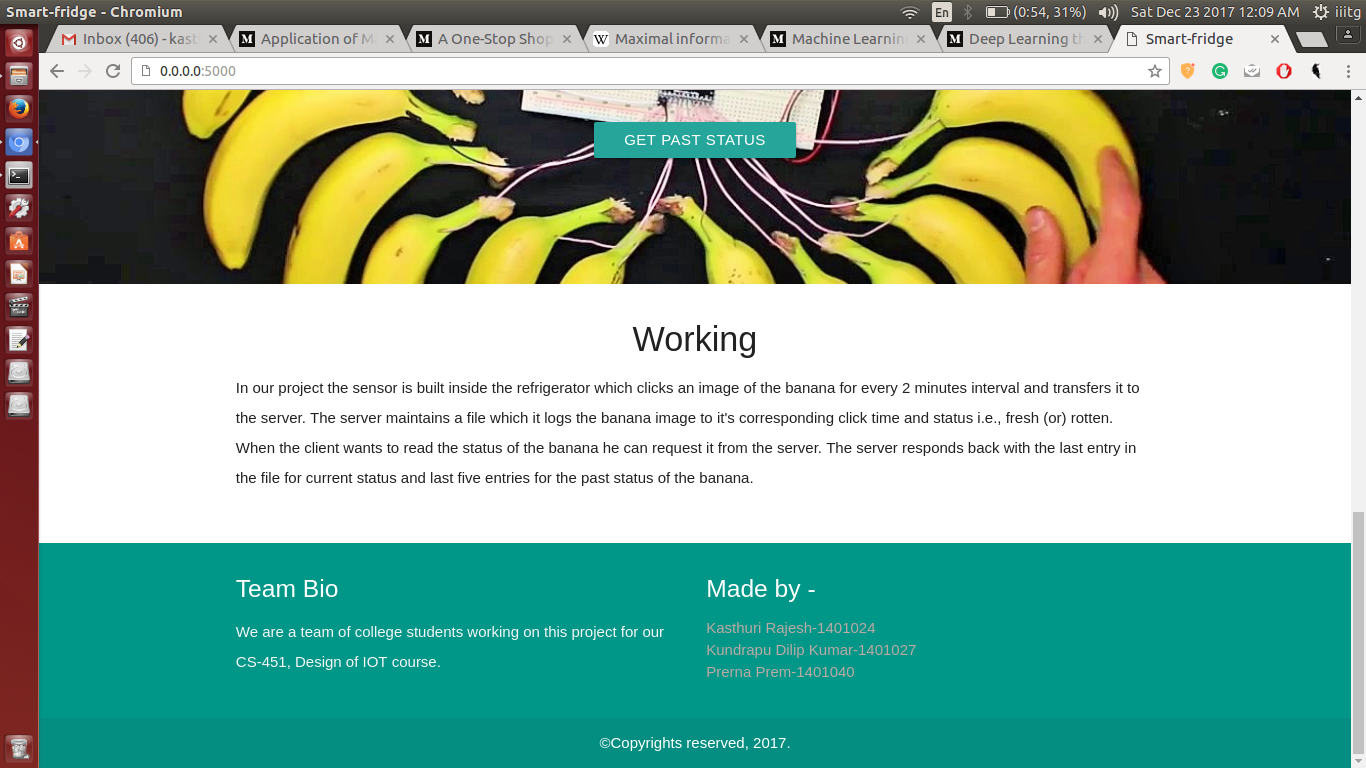 Smart-fridge - Chromium
En
(0:54, 31%)
Sat Dec 23 2017 12:09 AM
iiitg
Inbox (406) - kast
Application of M
A One-Stop Shop
Maximal informa
Machine Learnin
Deep Learning th
Smart-fridge
0.0.0.0:5000
GET PAST STATUS
Working
In our project the sensor is built inside the refrigerator which clicks an image of the banana for every 2 minutes interval and transfers it to
the server. The server maintains a file which it logs the banana image to it's corresponding click time and status i.e., fresh (or) rotten.
When the client wants to read the status of the banana he can request it from the server. The server responds back with the last entry in
the file for current status and last five entries for the past status of the banana.
Team Bio
We are a team of college students working on this project for our
CS-451, Design of IOT course.
Made by -
Kasthuri Rajesh-1401024
Kundrapu Dilip Kumar-1401027
Prerna Prem-1401040
©Copyrights reserved, 2017.